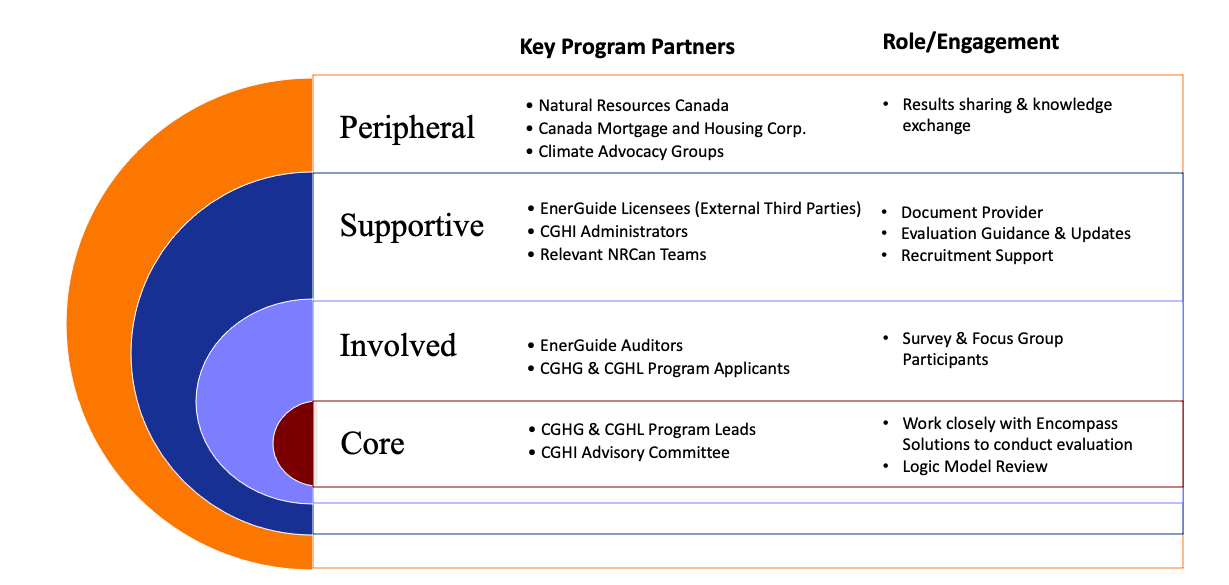 Key Program Partners
Role/Engagement
Peripheral
• Natural Resources Canada
• Canada Mortgage and Housing Corp.
• Climate Advocacy Groups
• Results sharing & knowledge
exchange
Supportive
• EnerGuide Licensees (External Third Parties)
• CGHI Administrators
• Relevant NRCan Teams
• Document Provider
• Evaluation Guidance & Updates
• Recruitment Support
Involved
• EnerGuide Auditors
• CGHG & CGHL Program Applicants
• Survey & Focus Group
Participants
Core
• CGHG & CGHL Program Leads
• CGHI Advisory Committee
• Work closely with Encompass
Solutions to conduct evaluation
• Logic Model Review